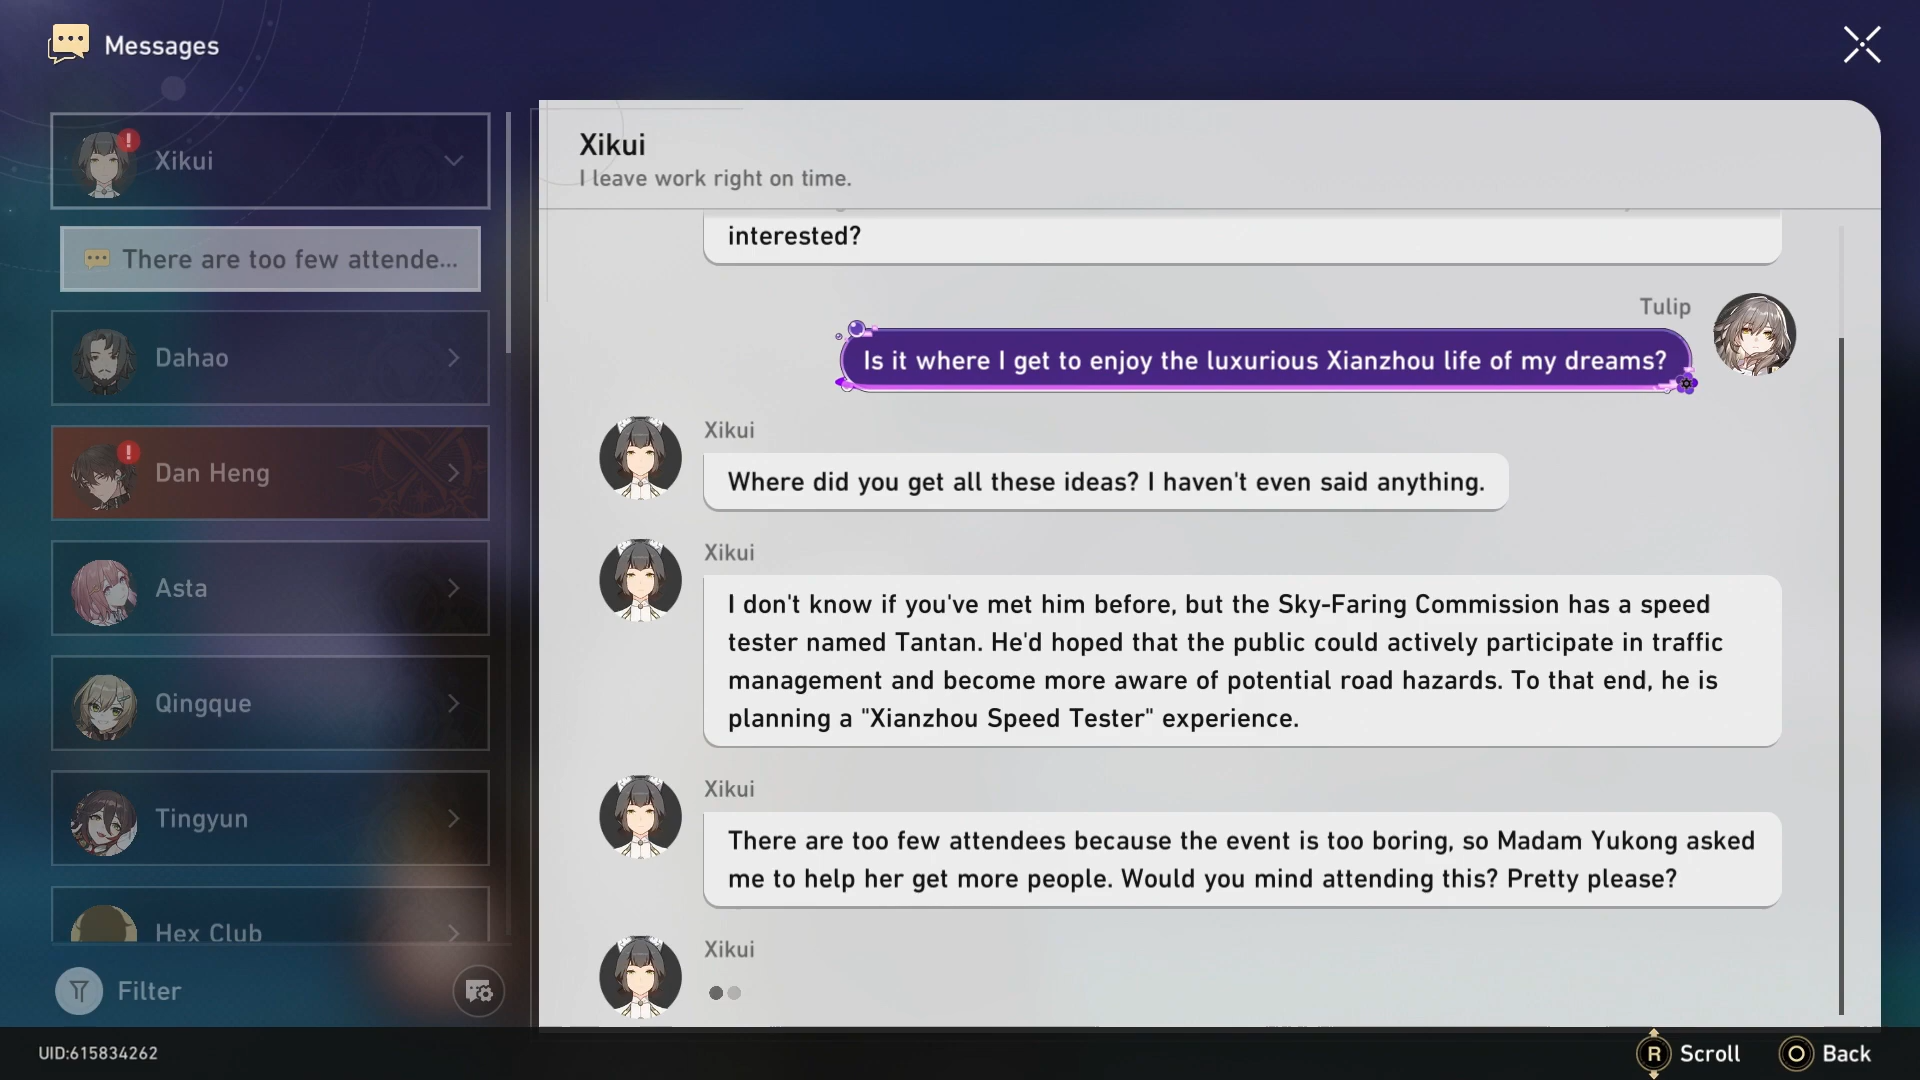 Messages
Xikui
There are too few attende...
Dahao
Dan Heng
Asta
Qingque
Tingyun
Hex Club
Filter
Xikui
I leave work right on time.
interested?
Tulip
Is it where I get to enjoy the luxurious Xianzhou life of my dreams?
Xikui
Where did you get all these ideas? I haven't even said anything.
Xikui
I don't know if you've met him before, but the Sky-Faring Commission has a speed
tester named Tantan. He'd hoped that the public could actively participate in traffic
management and become more aware of potential road hazards. To that end, he is
planning a "Xianzhou Speed Tester" experience.
Xikui
There are too few attendees because the event is too boring, so Madam Yukong asked
me to help her get more people. Would you mind attending this? Pretty please?
Xikui
UID:615834262
R Scroll
Back